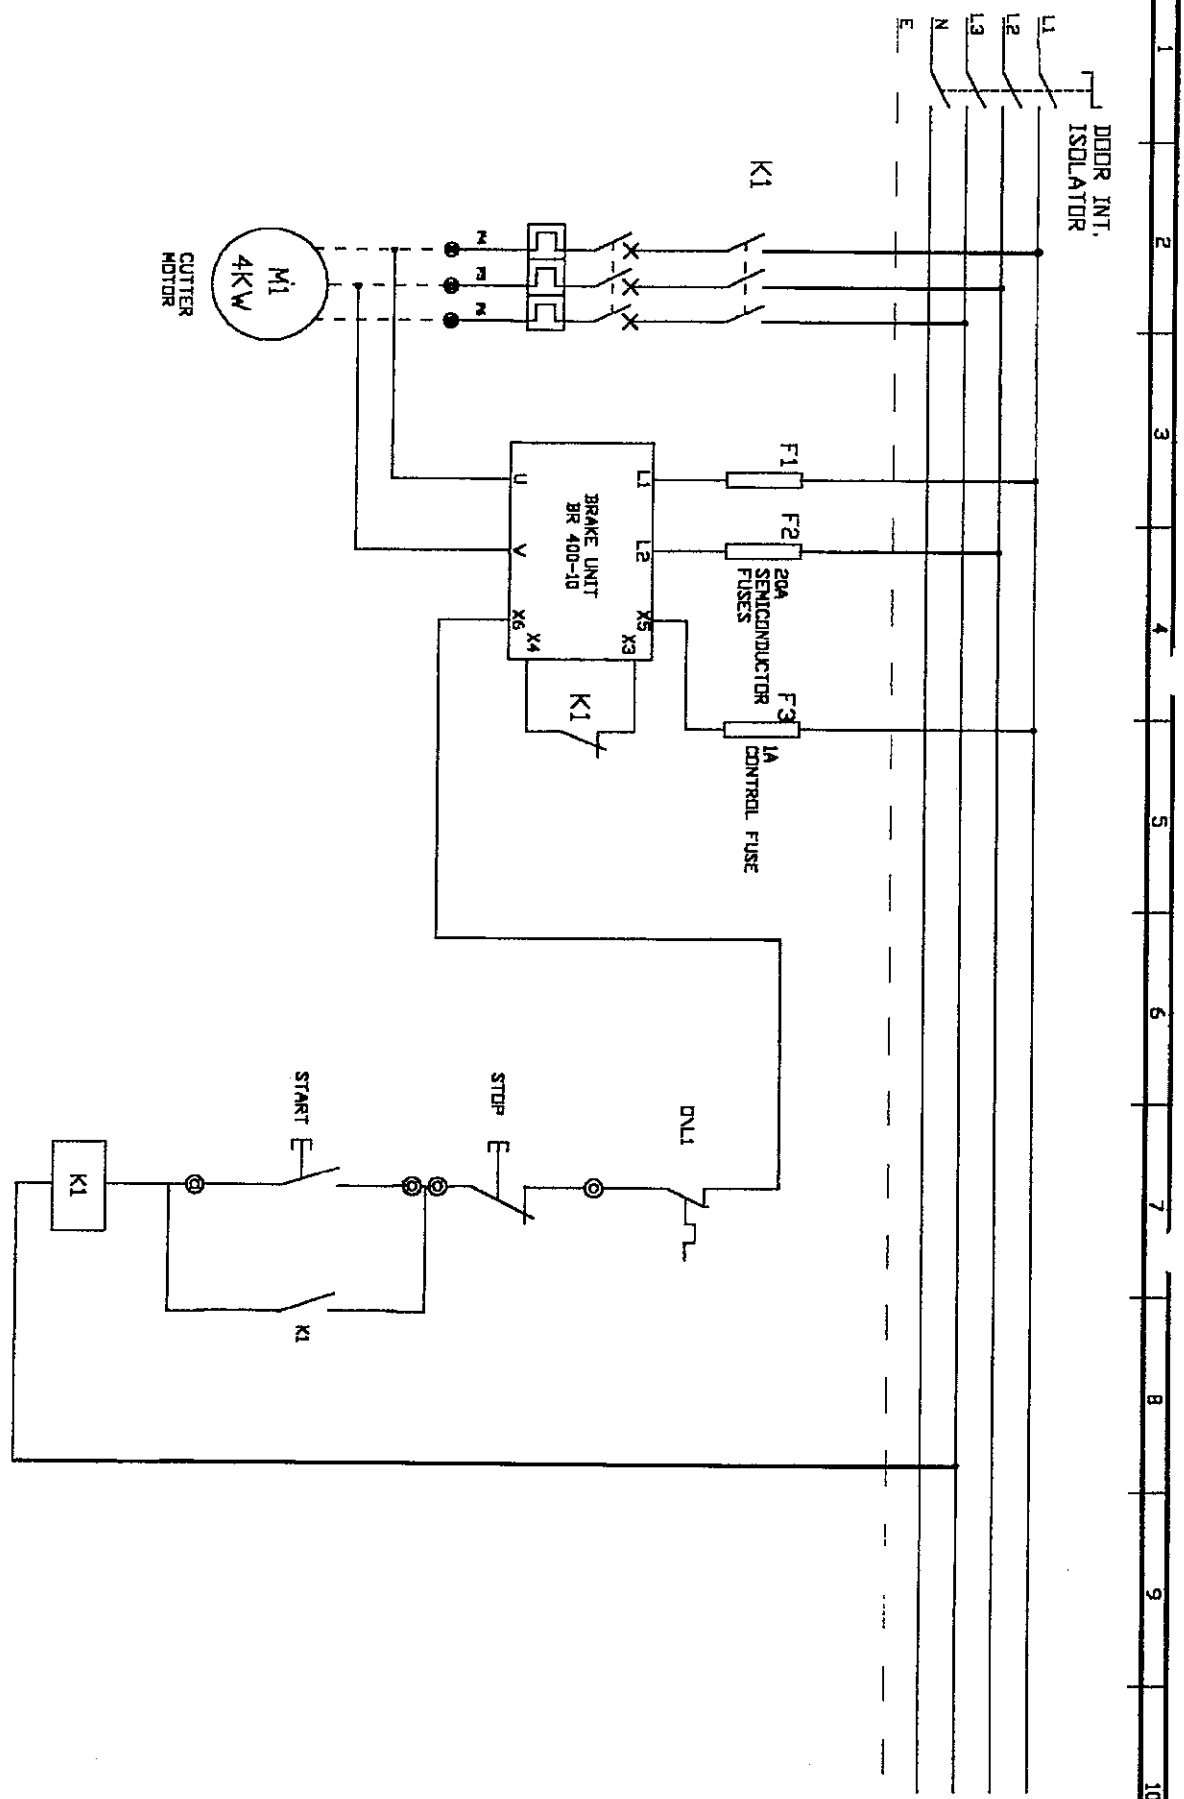 1
2
3
4
5
6
7
8
9
10
L1
L2
L3
N
E
DOOR INT.
ISOLATOR
K1
M1
4KW
CUTTER
MOTOR
F1
F2
20A
SEMICONDUCTOR
FUSES
F3
1A
CONTROL FUSE
L1
L2
X5
X3
BRAKE UNIT
BR 400-10
U
V
X6
X4
K1
O\L1
STOP
START
K1
K1